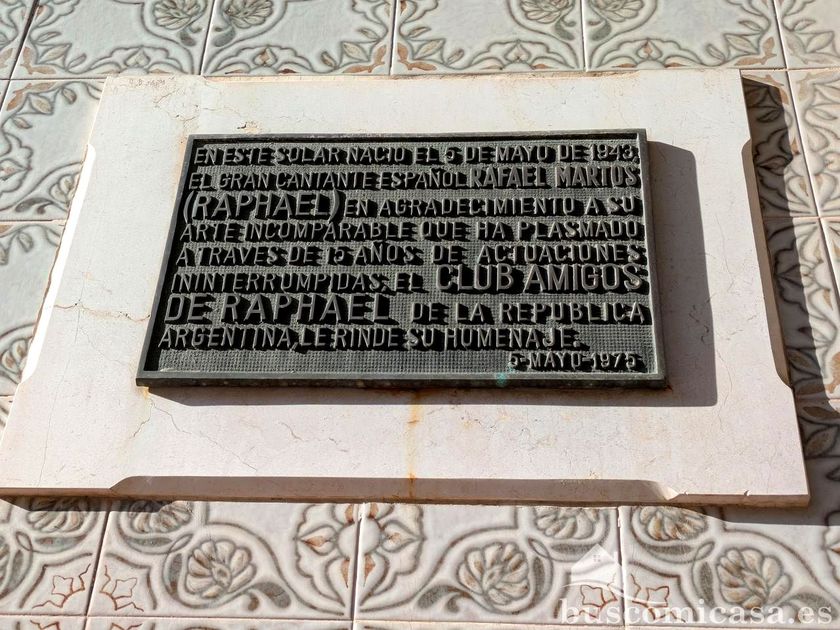 EN ESTE SOLAR NACIO EL 5 DE MAYO DE 1943,
EL GRAN CANTANTE ESPAÑOL RAFAEL MARTOS
(RAPHAEL) EN AGRADECIMIENTO A SU
ARTE INCOMPARABLE QUE HA PLASMADO
ATRAVES DE 15 AÑOS DE ACTUACIONES
ININTERRUMPIDAS, EL CLUB AMIGOS
DE RAPHAEL DE LA REPUBLICA
ARGENTINA, LE RINDE SU HOMENAJE.
5-MAYO-1975
buscomicasa.es